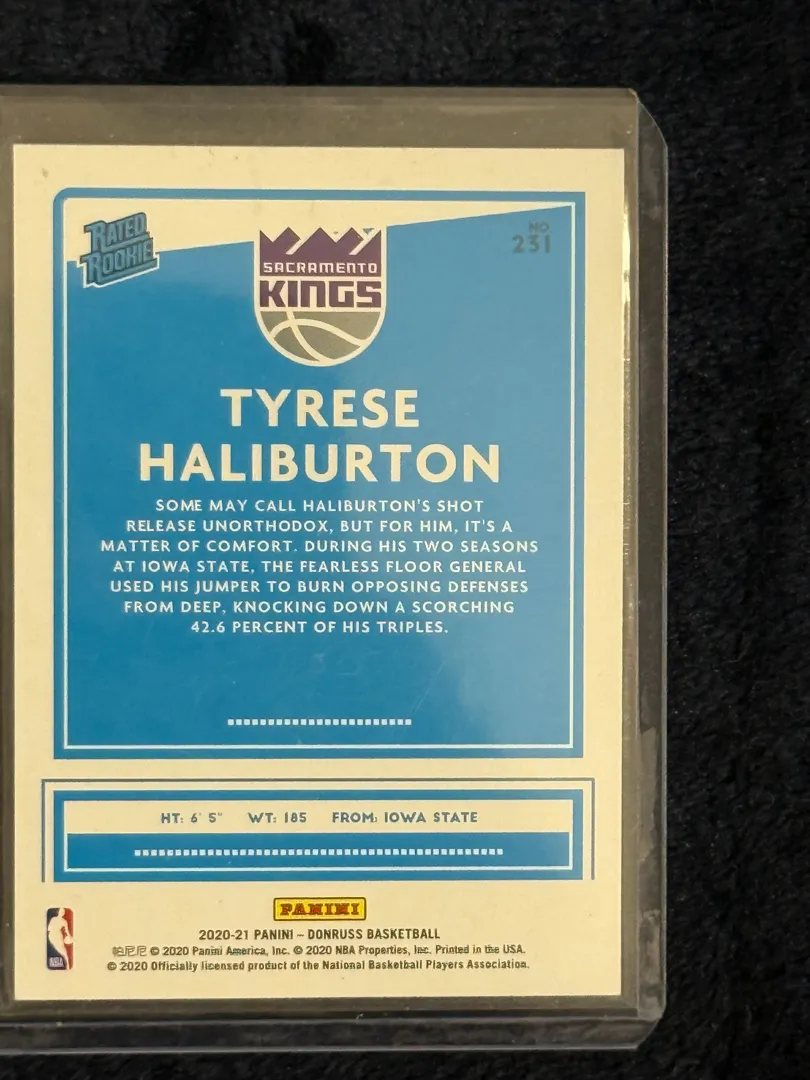 RATED
ROOKIE
NO
231
SACRAMENTO
KINGS
TYRESE
HALIBURTON
SOME MAY CALL HALIBURTON'S SHOT
RELEASE UNORTHODOX, BUT FOR HIM, IT'S A
MATTER OF COMFORT. DURING HIS TWO SEASONS
AT IOWA STATE, THE FEARLESS FLOOR GENERAL
USED HIS JUMPER TO BURN OPPOSING DEFENSES
FROM DEEP, KNOCKING DOWN A SCORCHING
42.6 PERCENT OF HIS TRIPLES.
HT: 6' 5" WT: 185 FROM: IOWA STATE
PANINI
2020-21 PANINI – DONRUSS BASKETBALL
帕尼尼 © 2020 Panini America, Inc. © 2020 NBA Properties, Inc. Printed in the USA.
© 2020 Officially licensed product of the National Basketball Players Association.
NBA